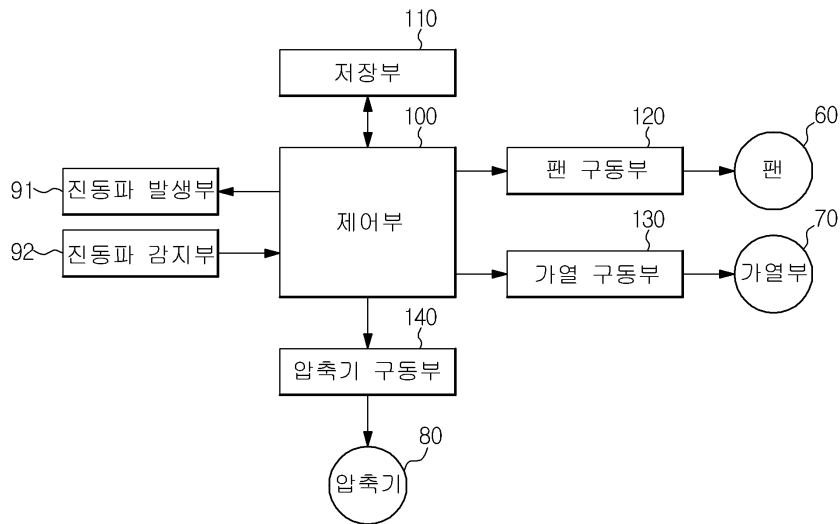 110
저장부
100
120
60
91
진동파 발생부
팬 구동부
팬
제어부
92
진동파 감지부
130
70
가열 구동부
가열부
140
압축기 구동부
80
압축기